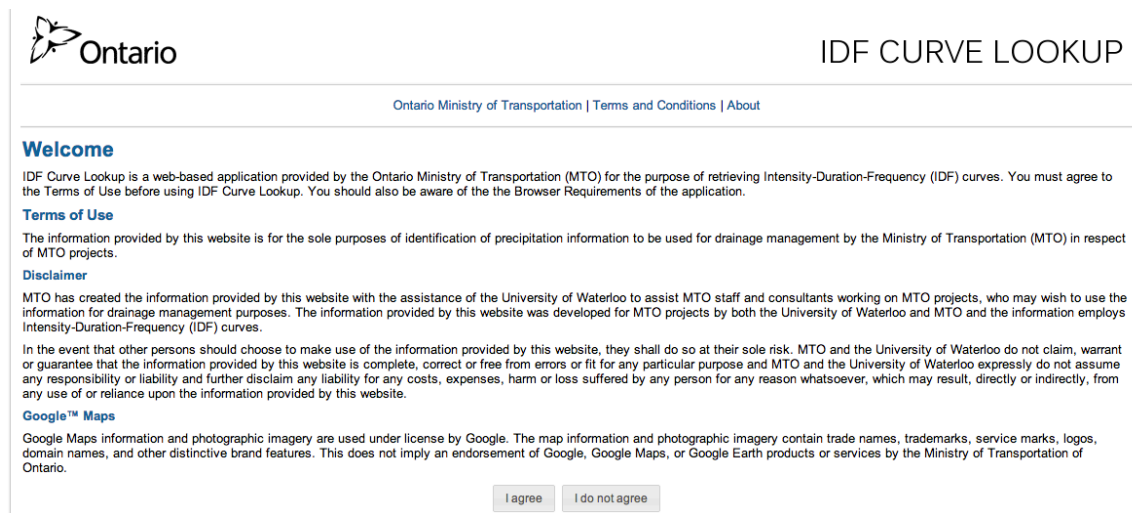 Ontario
IDF CURVE LOOKUP
Ontario Ministry of Transportation | Terms and Conditions | About
Welcome
IDF Curve Lookup is a web-based application provided by the Ontario Ministry of Transportation (MTO) for the purpose of retrieving Intensity-Duration-Frequency (IDF) curves. You must agree to
the Terms of Use before using IDF Curve Lookup. You should also be aware of the the Browser Requirements of the application.
Terms of Use
The information provided by this website is for the sole purposes of identification of precipitation information to be used for drainage management by the Ministry of Transportation (MTO) in respect
of MTO projects.
Disclaimer
MTO has created the information provided by this website with the assistance of the University of Waterloo to assist MTO staff and consultants working on MTO projects, who may wish to use the
information for drainage management purposes. The information provided by this website was developed for MTO projects by both the University of Waterloo and MTO and the information employs
Intensity-Duration-Frequency (IDF) curves.
In the event that other persons should choose to make use of the information provided by this website, they shall do so at their sole risk. MTO and the University of Waterloo do not claim, warrant
or guarantee that the information provided by this website is complete, correct or free from errors or fit for any particular purpose and MTO and the University of Waterloo expressly do not assume
any responsibility or liability and further disclaim any liability for any costs, expenses, harm or loss suffered by any person for any reason whatsoever, which may result, directly or indirectly, from
any use of or reliance upon the information provided by this website.
Google™ Maps
Google Maps information and photographic imagery are used under license by Google. The map information and photographic imagery contain trade names, trademarks, service marks, logos,
domain names, and other distinctive brand features. This does not imply an endorsement of Google, Google Maps, or Google Earth products or services by the Ministry of Transportation of
Ontario.
I agree
I do not agree